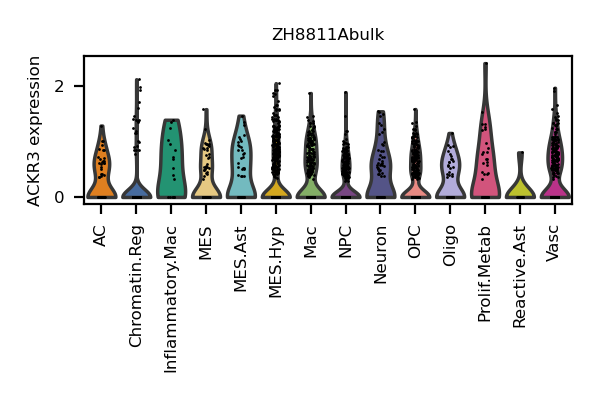 ZH8811Abulk
ACKR3 expression
2
0
AC
Chromatin.Reg
Inflammatory.Mac
MES
MES.Ast
MES.Hyp
Mac
NPC
Neuron
OPC
Oligo
Prolif.Metab
Reactive.Ast
Vasc